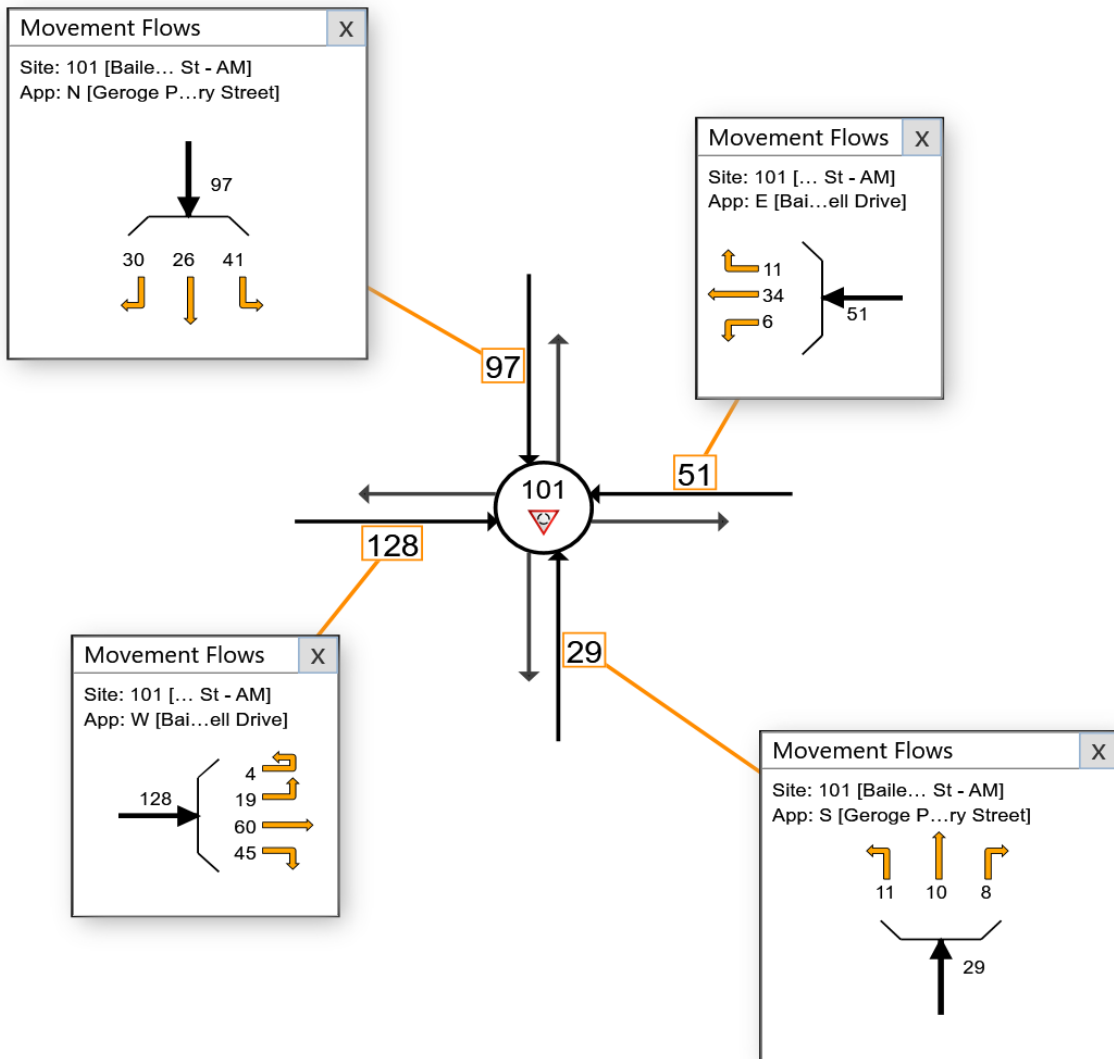 Movement Flows X
Site: 101 [Baile... St - AM]
App: N [Geroge P...ry Street]
97
30 26 41
Movement Flows X
Site: 101 [... St - AM]
App: E [Bai...ell Drive]
11
34
6
51
97
51
101
128
29
Movement Flows X
Site: 101 [... St - AM]
App: W [Bai...ell Drive]
128
4
19
60
45
Movement Flows X
Site: 101 [Baile... St - AM]
App: S [Geroge P...ry Street]
11 10 8
29